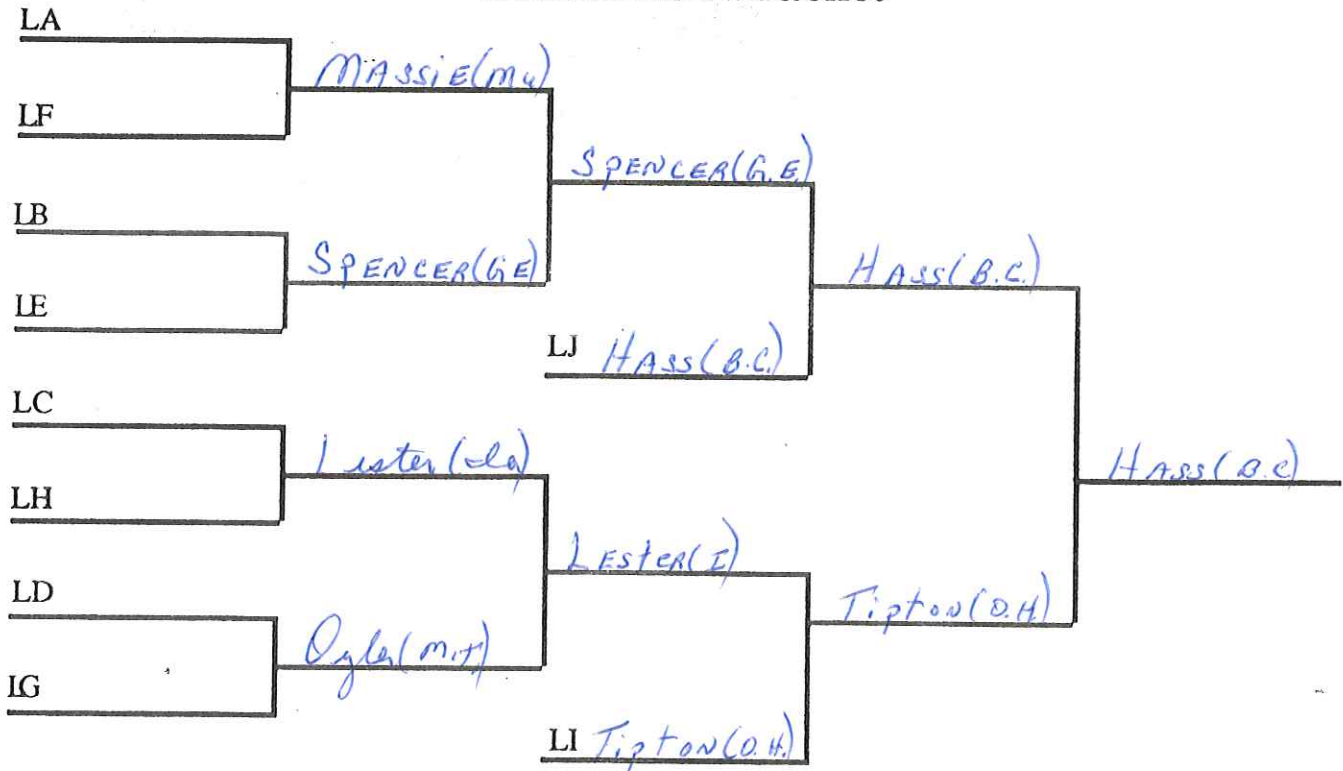 LA
MASSIE(Mu)
LF
SPENCER(G.E.)
LB
SPENCER(G.E)
HASS(B.C.)
LE
LJ HASS(B.C.)
LC
Lester
HASS(B.C)
LH
LESTER(I)
LD
TIPTON(O.H.)
Oyler(M.T.)
LG
LI TIPTON(O.H.)